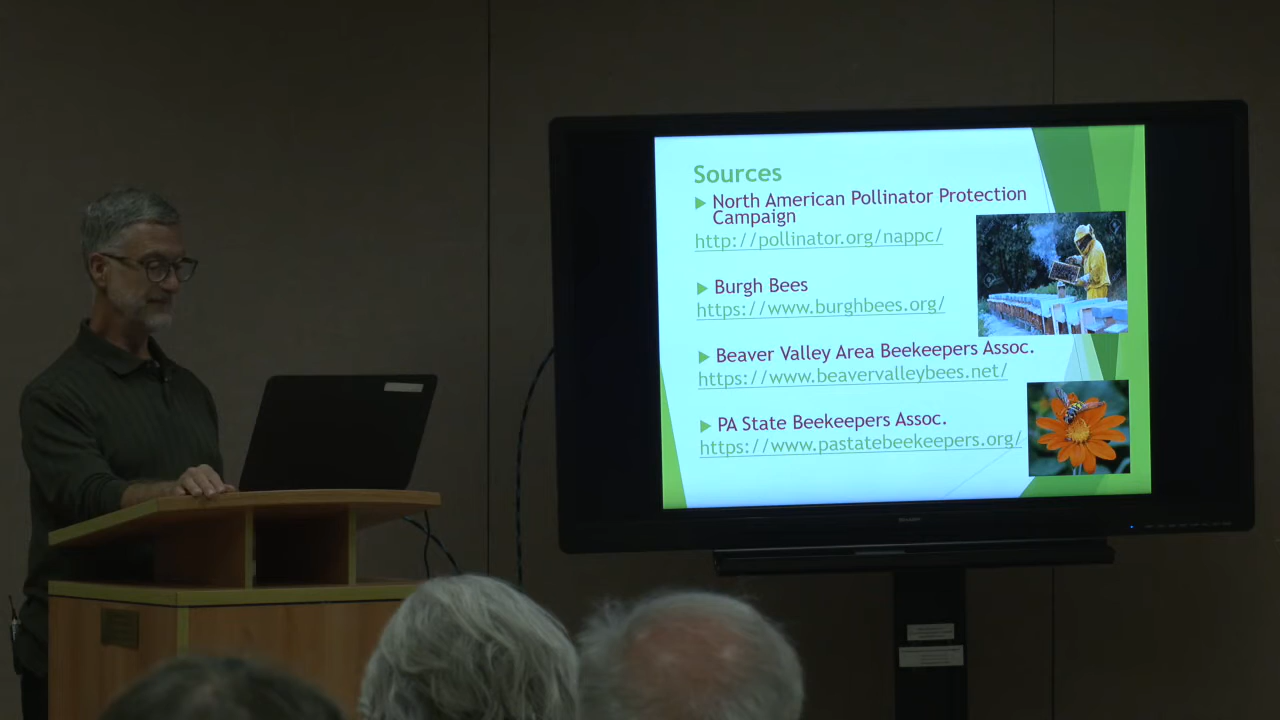 Sources
North American Pollinator Protection
Campaign
http://pollinator.org/nappc/
Burgh Bees
https://www.burghbees.org/
Beaver Valley Area Beekeepers Assoc.
https://www.beavervalleybees.net/
PA State Beekeepers Assoc.
https://www.pastatebeekeepers.org/
SHARP